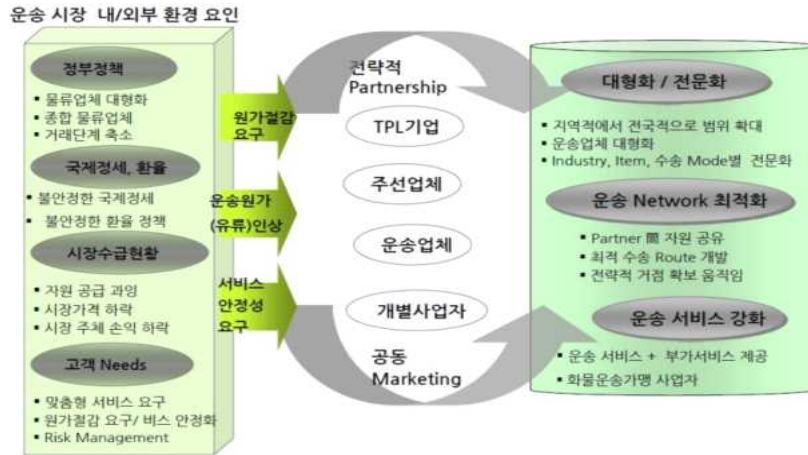 운송 시장 내/외부 환경 요인
정부정책
▪ 물류업체 대형화
▪ 종합 물류업체
▪ 거래단계 축소
국제정세, 환율
▪ 불안정한 국제정세
▪ 불안정한 환율 정책
시장수급현황
▪ 자원 공급 과잉
▪ 시장가격 하락
▪ 시장 주체 손익 하락
고객 Needs
▪ 맞춤형 서비스 요구
▪ 원가절감 요구/ 비스 안정화
▪ Risk Management
원가절감
요구
운송원가
(유류)인상
서비스
안정성
요구
전략적
Partnership
TPL기업
주선업체
운송업체
개별사업자
공동
Marketing
대형화 / 전문화
▪ 지역적에서 전국적으로 범위 확대
▪ 운송업체 대형화
▪ Industry, Item, 수송 Mode별 전문화
운송 Network 최적화
▪ Partner 間 자원 공유
▪ 최적 수송 Route 개발
▪ 전략적 거점 확보 움직임
운송 서비스 강화
▪ 운송 서비스 + 부가서비스 제공
▪ 화물운송가맹 사업자